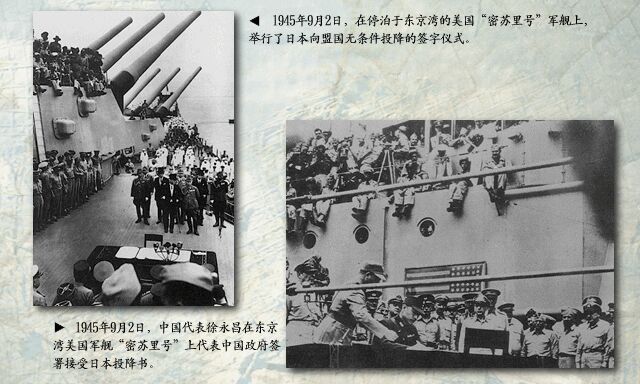 ◀ 1945年9月2日，在停泊于东京湾的美国“密苏里号”军舰上，
举行了日本向盟国无条件投降的签字仪式。
▶ 1945年9月2日，中国代表徐永昌在东京
湾美国军舰“密苏里号”上代表中国政府签
署接受日本投降书。